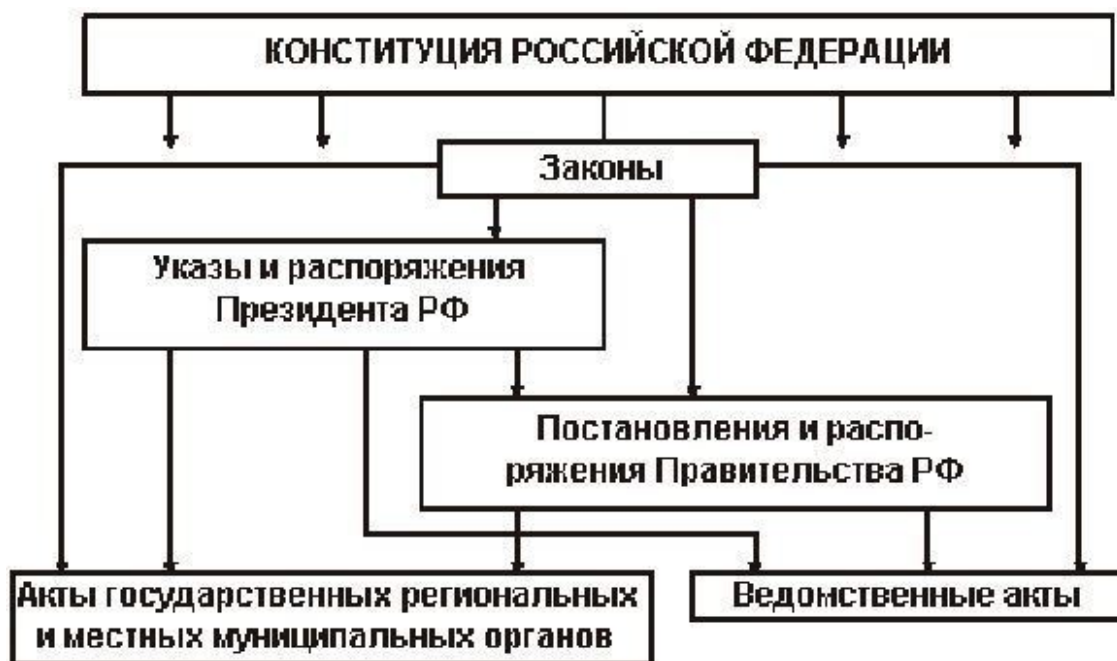 КОНСТИТУЦИЯ РОССИЙСКОЙ ФЕДЕРАЦИИ
Законы
Указы и распоряжения
Президента РФ
Постановления и распо-
ряжения Правительства РФ
Акты государственных региональных
и местных муниципальных органов
Ведомственные акты